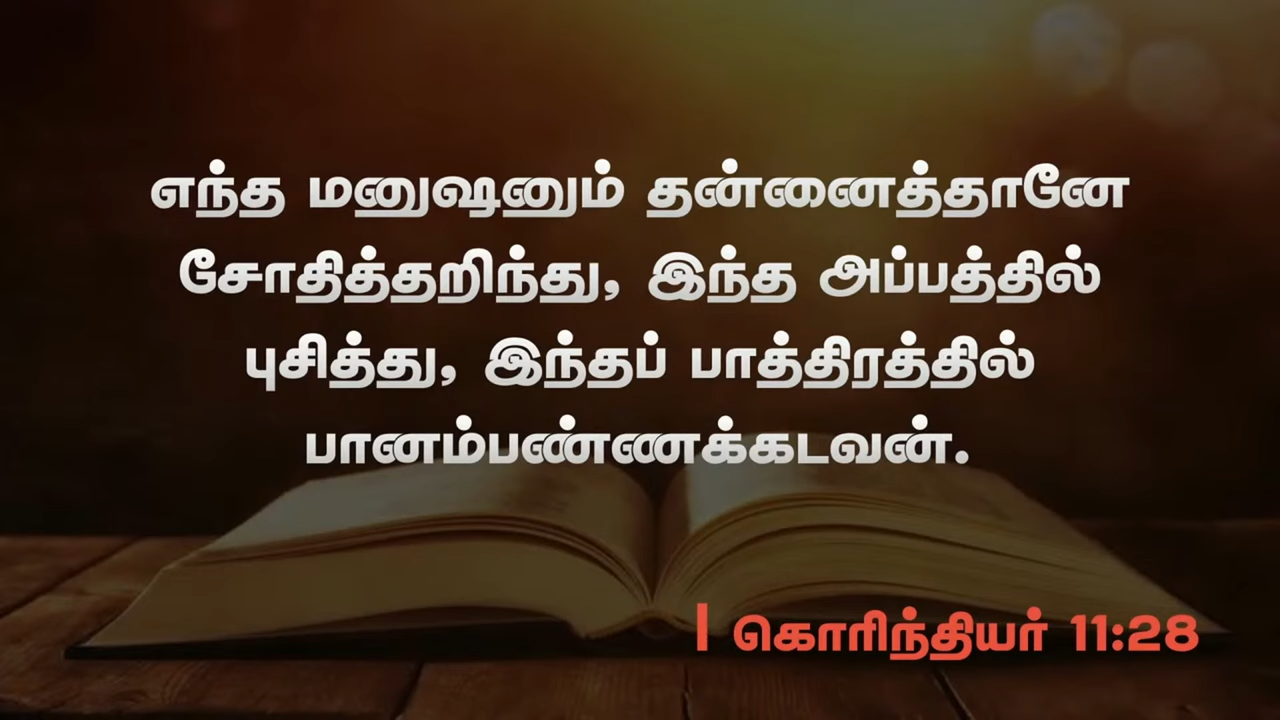 எந்த மனுஷனும் தன்னைத்தானே
சோதித்தறிந்து, இந்த அப்பத்தில்
புசித்து, இந்தப் பாத்திரத்தில்
பானம்பண்ணக்கடவன்.
I கொரிந்தியர் 11:28